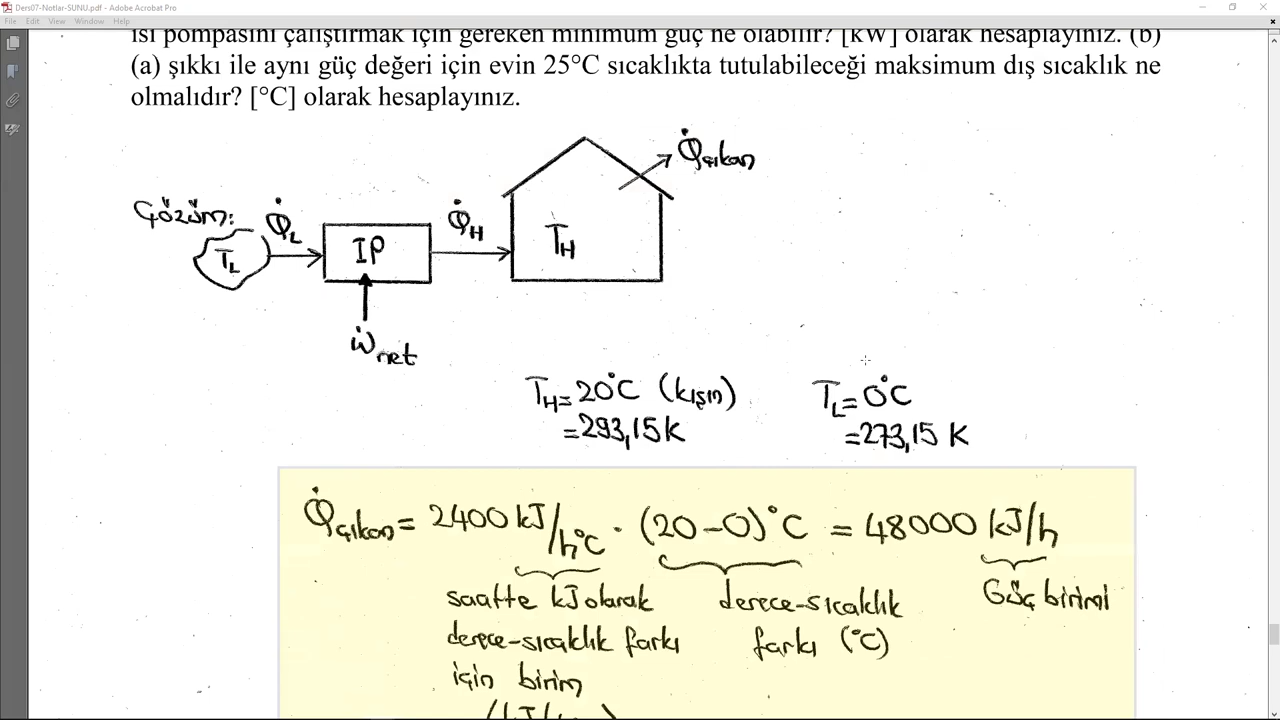 Ders07-Notlar-SUNU.pdf - Adobe Acrobat Pro
File Edit View Window Help
ısı pompasını çalıştırmak için gereken minimum güç ne olabilir? [kW] olarak hesaplayınız. (b)
(a) şıkkı ile aynı güç değeri için evin 25°C sıcaklıkta tutulabileceği maksimum dış sıcaklık ne
olmalıdır? [°C] olarak hesaplayınız.
Q̇çıkan
Çözüm:
Q̇L
Q̇H
TL
IP
TH
Ẇnet
TH=20°C (kışın)
=293,15K
TL=0°C
=273,15 K
Q̇çıkan = 2400 kJ/h°C · (20-0)°C = 48000 kJ/h
saatte kJ olarak
derece-sıcaklık farkı
için birim
derece-sıcaklık
farkı (°C)
Güç birimi